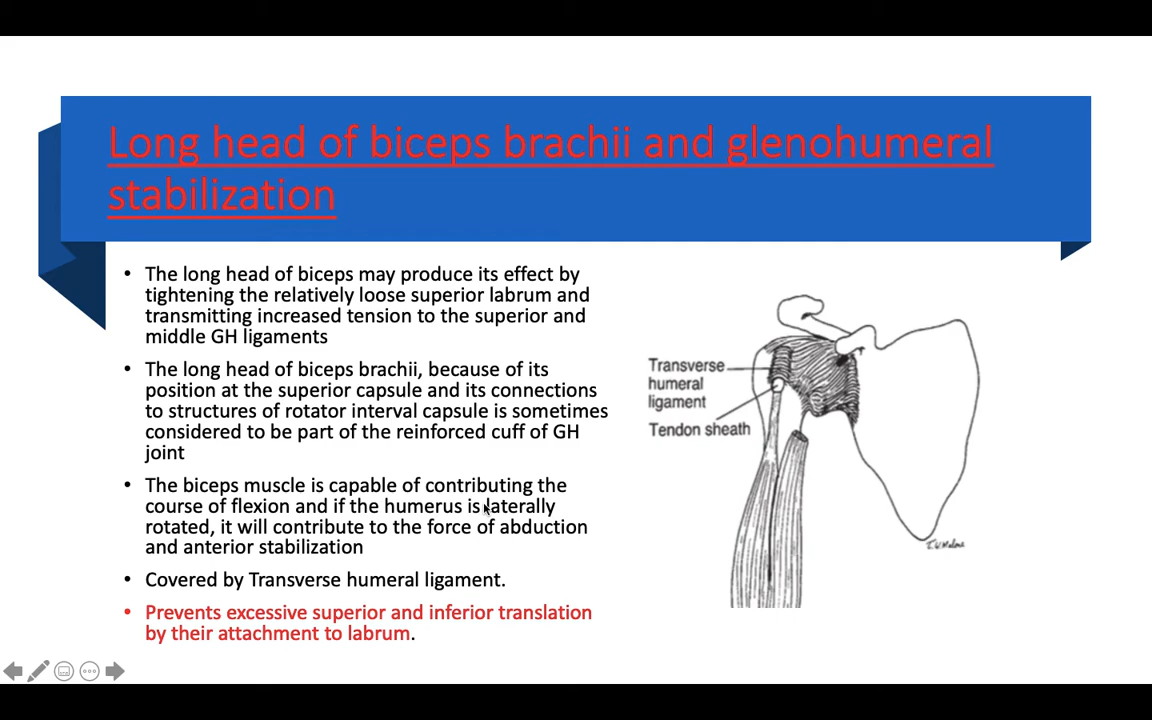 Long head of biceps brachii and glenohumeral
stabilization
• The long head of biceps may produce its effect by
tightening the relatively loose superior labrum and
transmitting increased tension to the superior and
middle GH ligaments
• The long head of biceps brachii, because of its
position at the superior capsule and its connections
to structures of rotator interval capsule is sometimes
considered to be part of the reinforced cuff of GH
joint
• The biceps muscle is capable of contributing the
course of flexion and if the humerus is laterally
rotated, it will contribute to the force of abduction
and anterior stabilization
• Covered by Transverse humeral ligament.
• Prevents excessive superior and inferior translation
by their attachment to labrum.
Transverse
humeral
ligament
Tendon sheath